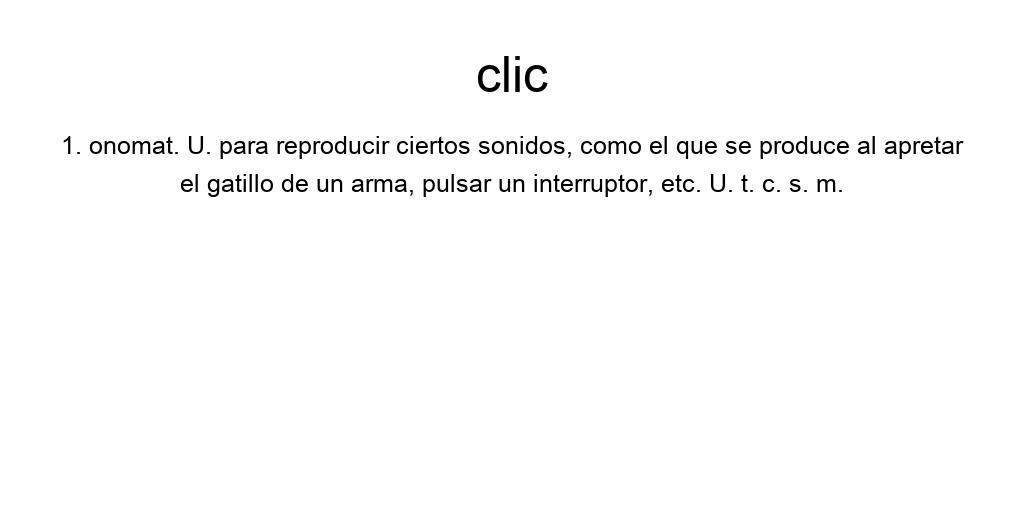 clic
1. onomat. U. para reproducir ciertos sonidos, como el que se produce al apretar
el gatillo de un arma, pulsar un interruptor, etc. U. t. c. s. m.